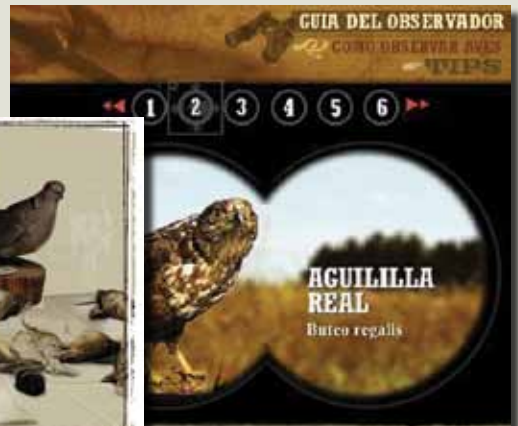 GUIA DEL OBSERVADOR
COMO OBSERVAR AVES
TIPS
1 2 3 4 5 6
AGUILILLA
REAL
Buteo regalis